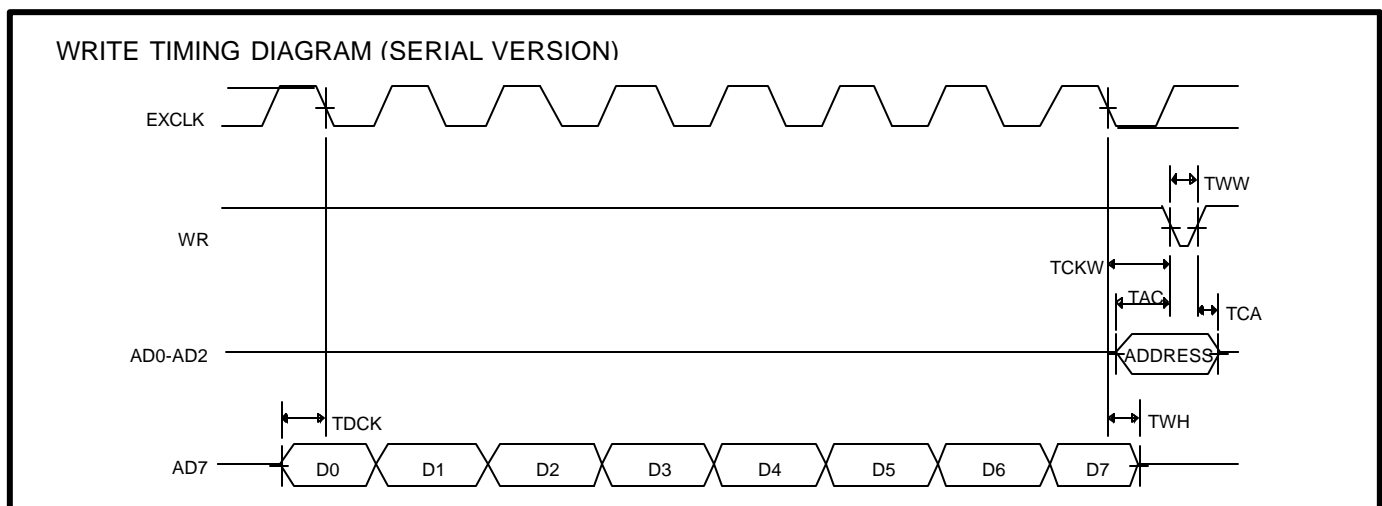 WRITE TIMING DIAGRAM (SERIAL VERSION)
EXCLK
TWW
WR
TCKW
TAC
TCA
AD0-AD2
ADDRESS
TDCK
TWH
AD7
D0 D1 D2 D3 D4 D5 D6 D7